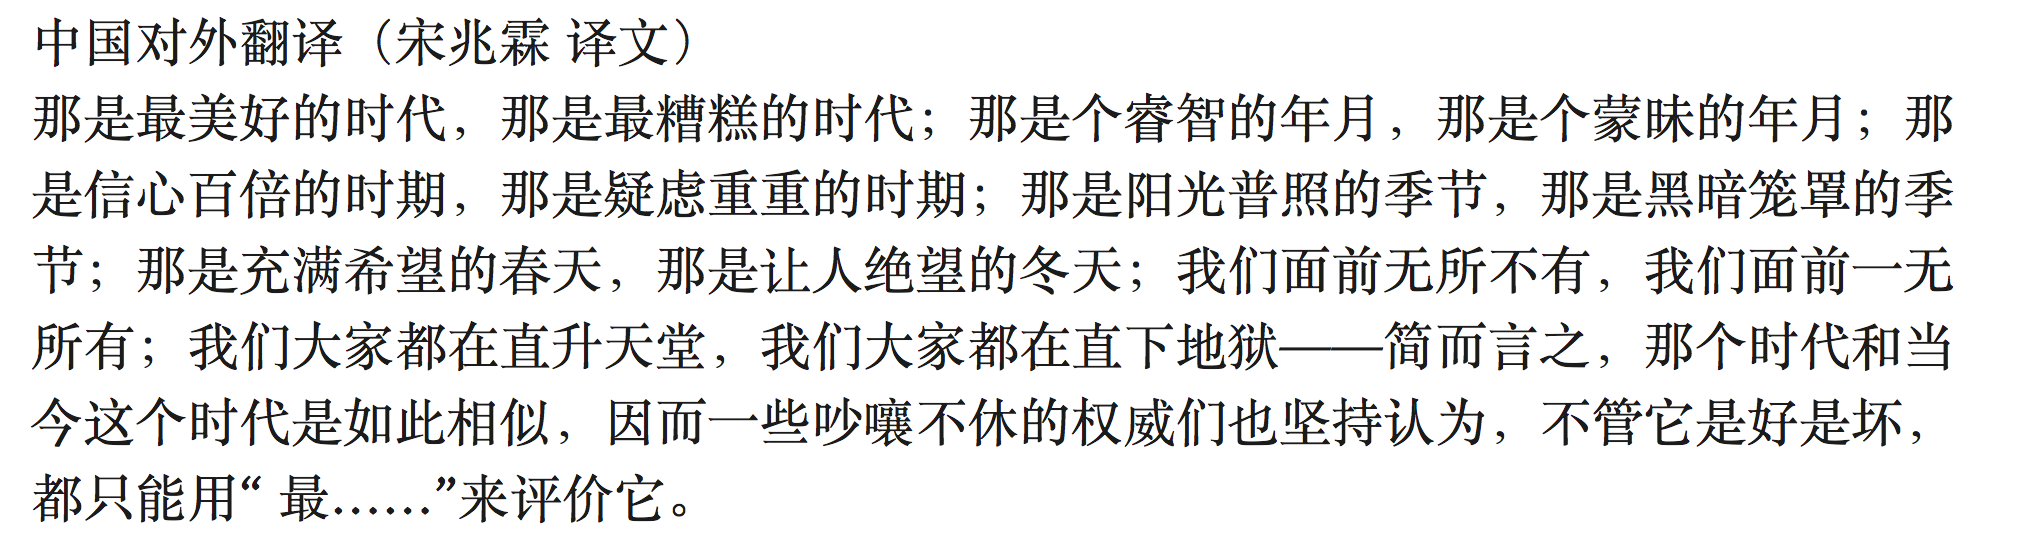 中国对外翻译（宋兆霖 译文）
那是最美好的时代，那是最糟糕的时代；那是个睿智的年月，那是个蒙昧的年月；那
是信心百倍的时期，那是疑虑重重的时期；那是阳光普照的季节，那是黑暗笼罩的季
节；那是充满希望的春天，那是让人绝望的冬天；我们面前无所不有，我们面前一无
所有；我们大家都在直升天堂，我们大家都在直下地狱——简而言之，那个时代和当
今这个时代是如此相似，因而一些吵嚷不休的权威们也坚持认为，不管它是好是坏，
都只能用“ 最……”来评价它。